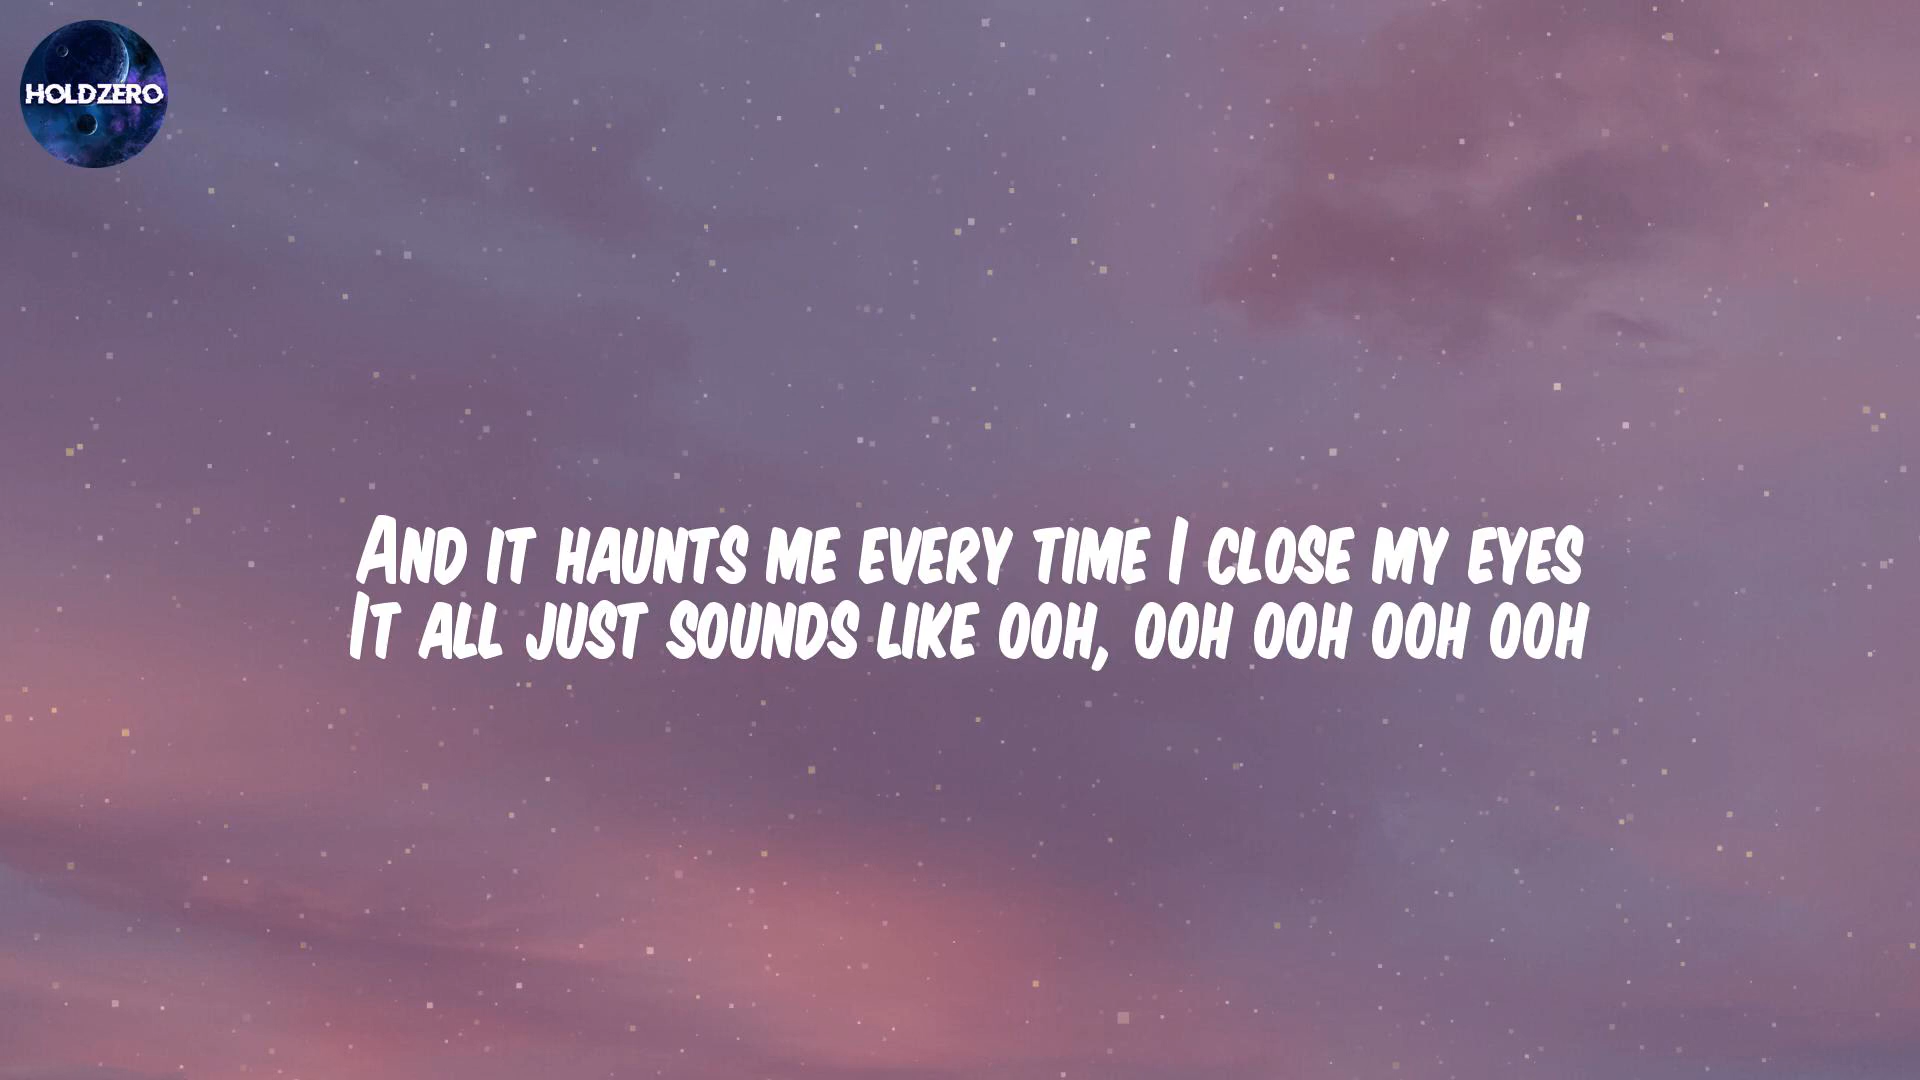 HOLDZERO
And it haunts me every time I close my eyes
It all just sounds like ooh, ooh ooh ooh ooh